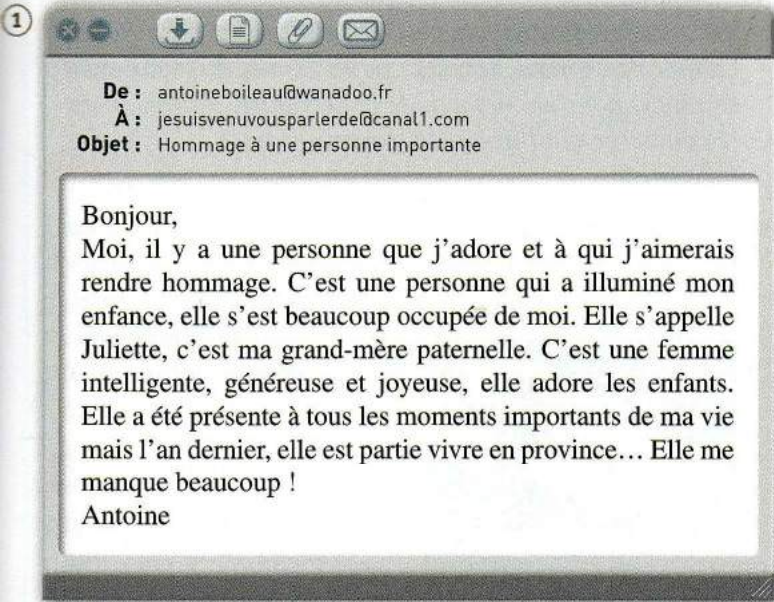 1
De : antoineboileau@wanadoo.fr
À : jesuisvenuvousparlerde@canal1.com
Objet : Hommage à une personne importante
Bonjour,
Moi, il y a une personne que j’adore et à qui j’aimerais
rendre hommage. C’est une personne qui a illuminé mon
enfance, elle s’est beaucoup occupée de moi. Elle s’appelle
Juliette, c’est ma grand-mère paternelle. C’est une femme
intelligente, généreuse et joyeuse, elle adore les enfants.
Elle a été présente à tous les moments importants de ma vie
mais l’an dernier, elle est partie vivre en province… Elle me
manque beaucoup !
Antoine